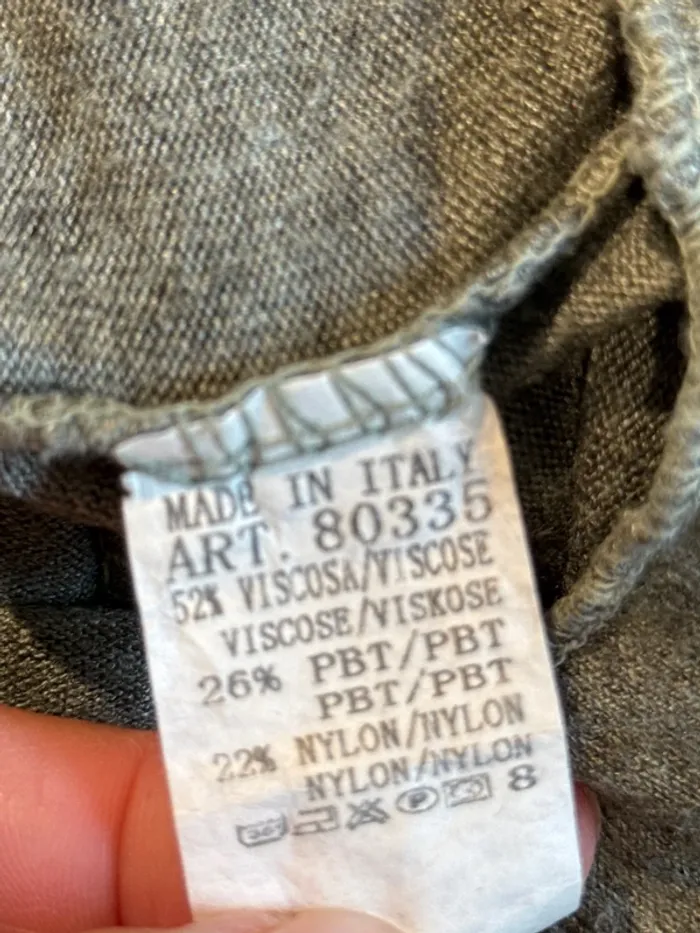 MADE IN ITALY
ART. 80335
52% VISCOSA/VISCOSE
VISCOSE/VISKOSE
26% PBT/PBT
PBT/PBT
22% NYLON/NYLON
NYLON/NYLON
30° P 8